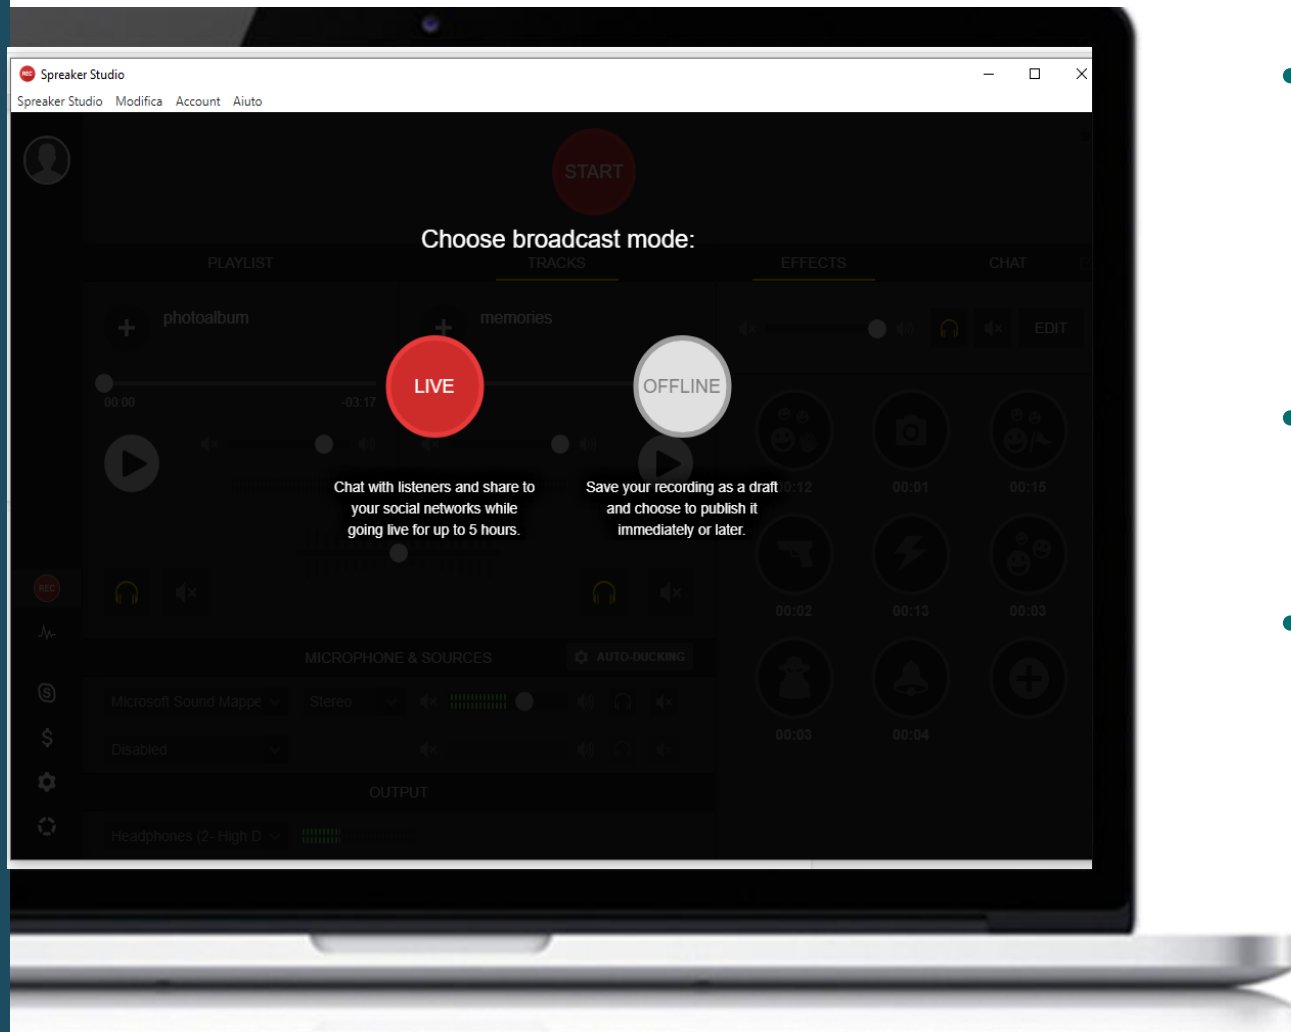 REC Spreaker Studio
Spreaker Studio Modifica Account Aiuto
START
Choose broadcast mode:
PLAYLIST TRACKS EFFECTS CHAT
photoalbum memories
EDIT
LIVE OFFLINE
00:00 -03:17
Chat with listeners and share to
your social networks while
going live for up to 5 hours.
Save your recording as a draft
and choose to publish it
immediately or later.
00:12 00:01 00:15
REC
00:02 00:13 00:03
MICROPHONE & SOURCES AUTO-DUCKING
Microsoft Sound Mappe Stereo
00:03 00:04
Disabled
OUTPUT
Headphones (2- High D